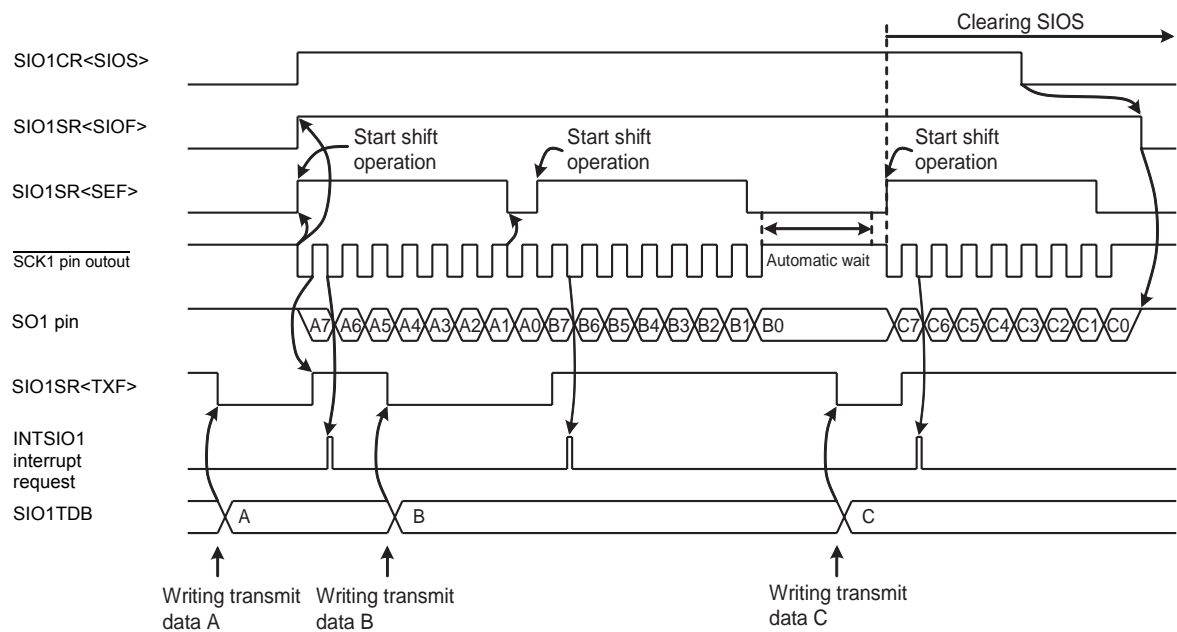 Clearing SIOS
SIO1CR<SIOS>
SIO1SR<SIOF>
Start shift
operation
Start shift
operation
Start shift
operation
SIO1SR<SEF>
SCK1 pin outout
Automatic wait
SO1 pin
A7 A6 A5 A4 A3 A2 A1 A0 B7 B6 B5 B4 B3 B2 B1 B0 C7 C6 C5 C4 C3 C2 C1 C0
SIO1SR<TXF>
INTSIO1
interrupt
request
SIO1TDB
A B C
Writing transmit
data A
Writing transmit
data B
Writing transmit
data C